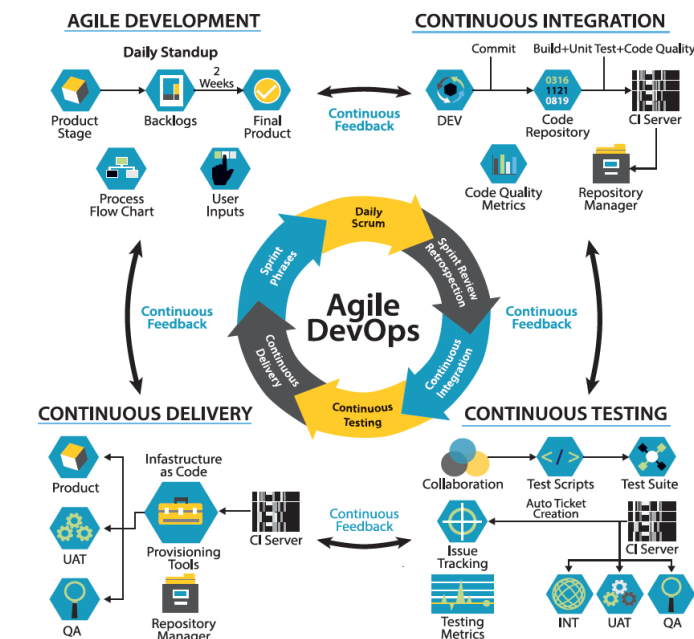 AGILE DEVELOPMENT
Daily Standup
2
Weeks
Product
Stage
Backlogs
Final
Product
Process
Flow Chart
User
Inputs
Continuous
Feedback
CONTINUOUS INTEGRATION
Commit
Build+Unit Test+Code Quality
0316
1121
0819
DEV
Code
Repository
CI Server
Code Quality
Metrics
Repository
Manager
Daily
Scrum
Sprint Review
Retrospection
Continuous
Integration
Continuous
Testing
Continuous
Delivery
Sprint
Phrases
Agile
DevOps
Continuous
Feedback
Continuous
Feedback
CONTINUOUS DELIVERY
Product
UAT
QA
Infastructure
as Code
Provisioning
Tools
Repository
Manager
CI Server
Continuous
Feedback
CONTINUOUS TESTING
Collaboration
</>
Test Scripts
Test Suite
Auto Ticket
Creation
Issue
Tracking
CI Server
Testing
Metrics
INT
UAT
QA